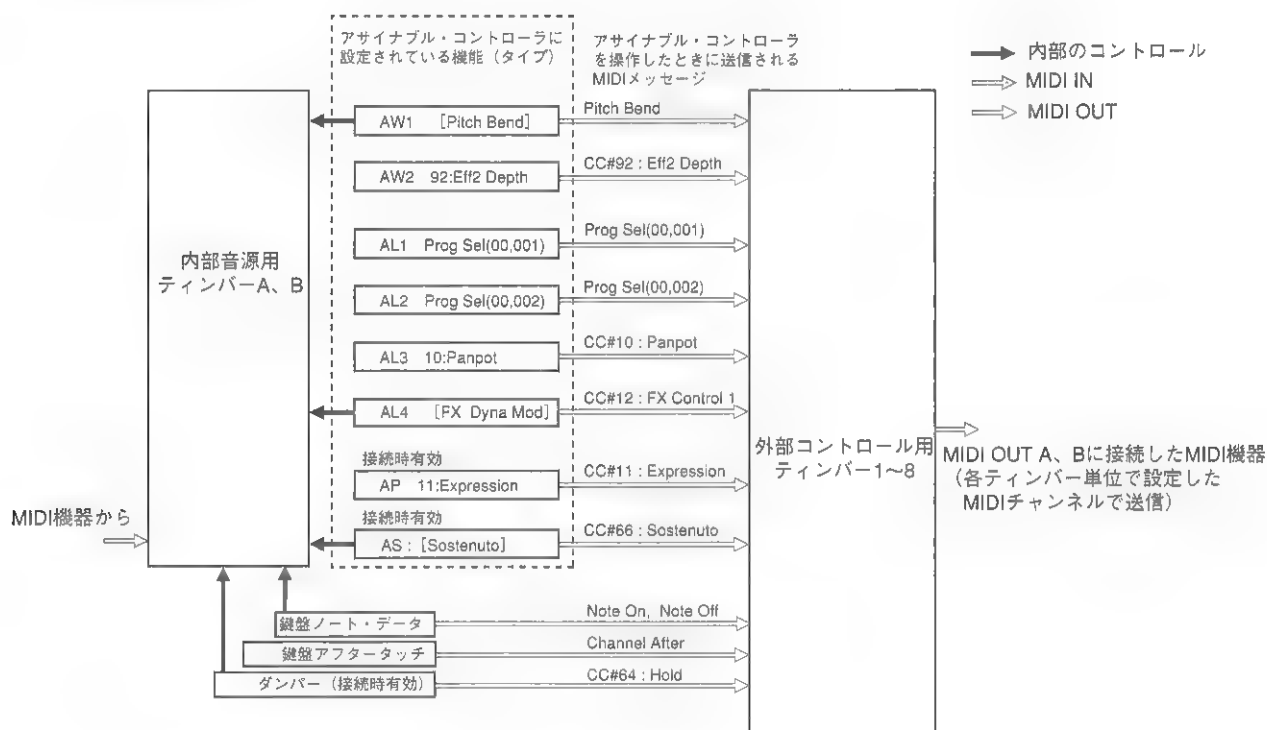 アサイナブル・コントローラに
設定されている機能（タイプ）
アサイナブル・コントローラ
を操作したときに送信される
MIDIメッセージ
内部のコントロール
MIDI IN
MIDI OUT
内部音源用
ティンバーA、B
AW1 [Pitch Bend]
Pitch Bend
AW2 92:Eff2 Depth
CC#92 : Eff2 Depth
AL1 Prog Sel(00,001)
Prog Sel(00,001)
AL2 Prog Sel(00,002)
Prog Sel(00,002)
AL3 10:Panpot
CC#10 : Panpot
AL4 [FX Dyna Mod]
CC#12 : FX Control 1
接続時有効
AP 11:Expression
CC#11 : Expression
接続時有効
AS : [Sostenuto]
CC#66 : Sostenuto
MIDI機器から
外部コントロール用
ティンバー1〜8
MIDI OUT A、Bに接続したMIDI機器
（各ティンバー単位で設定した
MIDIチャンネルで送信）
鍵盤ノート・データ
Note On, Note Off
鍵盤アフタータッチ
Channel After
ダンパー（接続時有効）
CC#64 : Hold